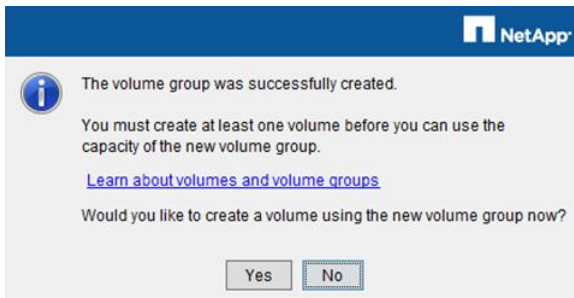 NetApp
The volume group was successfully created.
You must create at least one volume before you can use the
capacity of the new volume group.
Learn about volumes and volume groups
Would you like to create a volume using the new volume group now?
Yes No